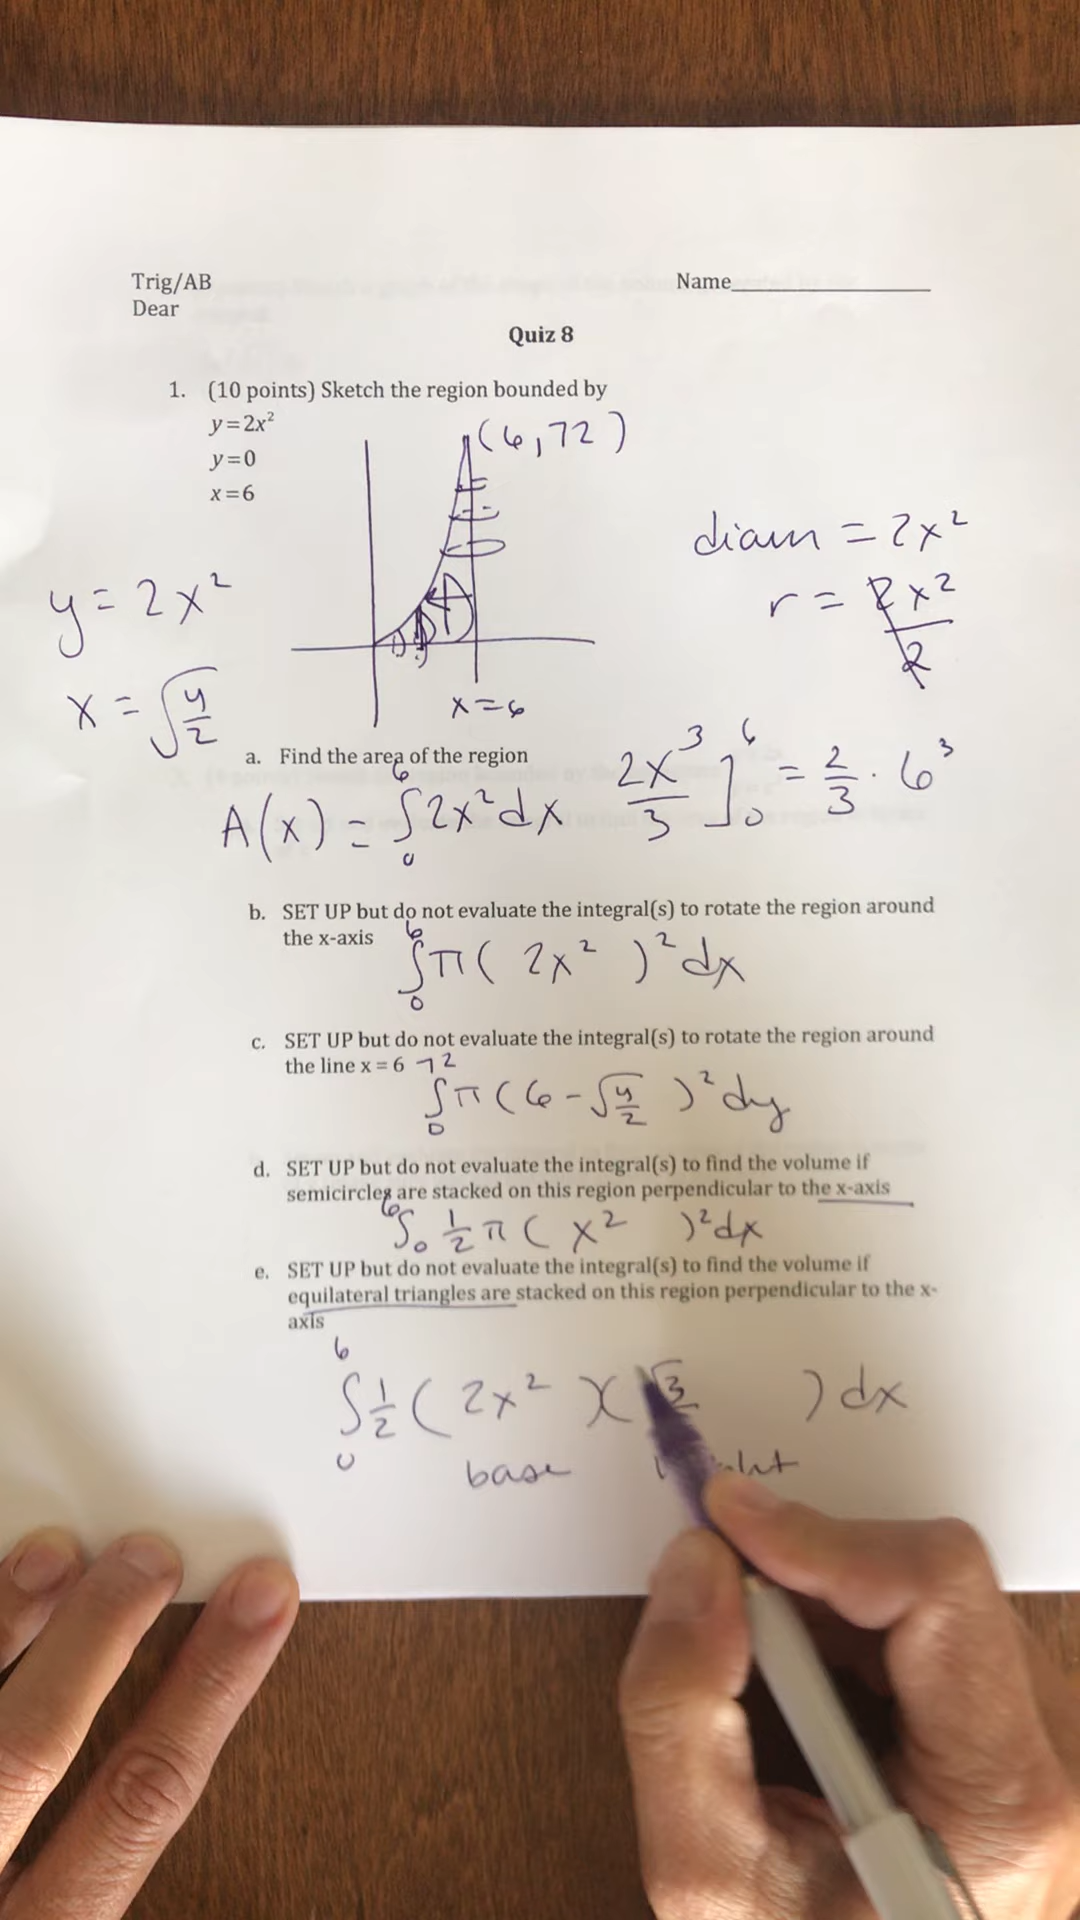 Trig/AB
Name
Dear
Quiz 8
1. (10 points) Sketch the region bounded by
y=2x²
y=0
x=6
(6,72)
diam = 2x²
r = 2x²/2
y = 2x²
x = √(y/2)
x=6
a. Find the area of the region
A(x) = ∫₀⁶ 2x² dx 2x³/3 ]₀⁶ = 2/3 · 6³
b. SET UP but do not evaluate the integral(s) to rotate the region around
the x-axis
∫₀⁶ π( 2x² )² dx
c. SET UP but do not evaluate the integral(s) to rotate the region around
the line x = 6
∫₀⁷² π(6 - √(y/2) )² dy
d. SET UP but do not evaluate the integral(s) to find the volume if
semicircles are stacked on this region perpendicular to the x-axis
∫₀⁶ 1/2 π( x² )² dx
e. SET UP but do not evaluate the integral(s) to find the volume if
equilateral triangles are stacked on this region perpendicular to the x-
axis
∫₀⁶ 1/2 ( 2x² )( √3 ) dx
base